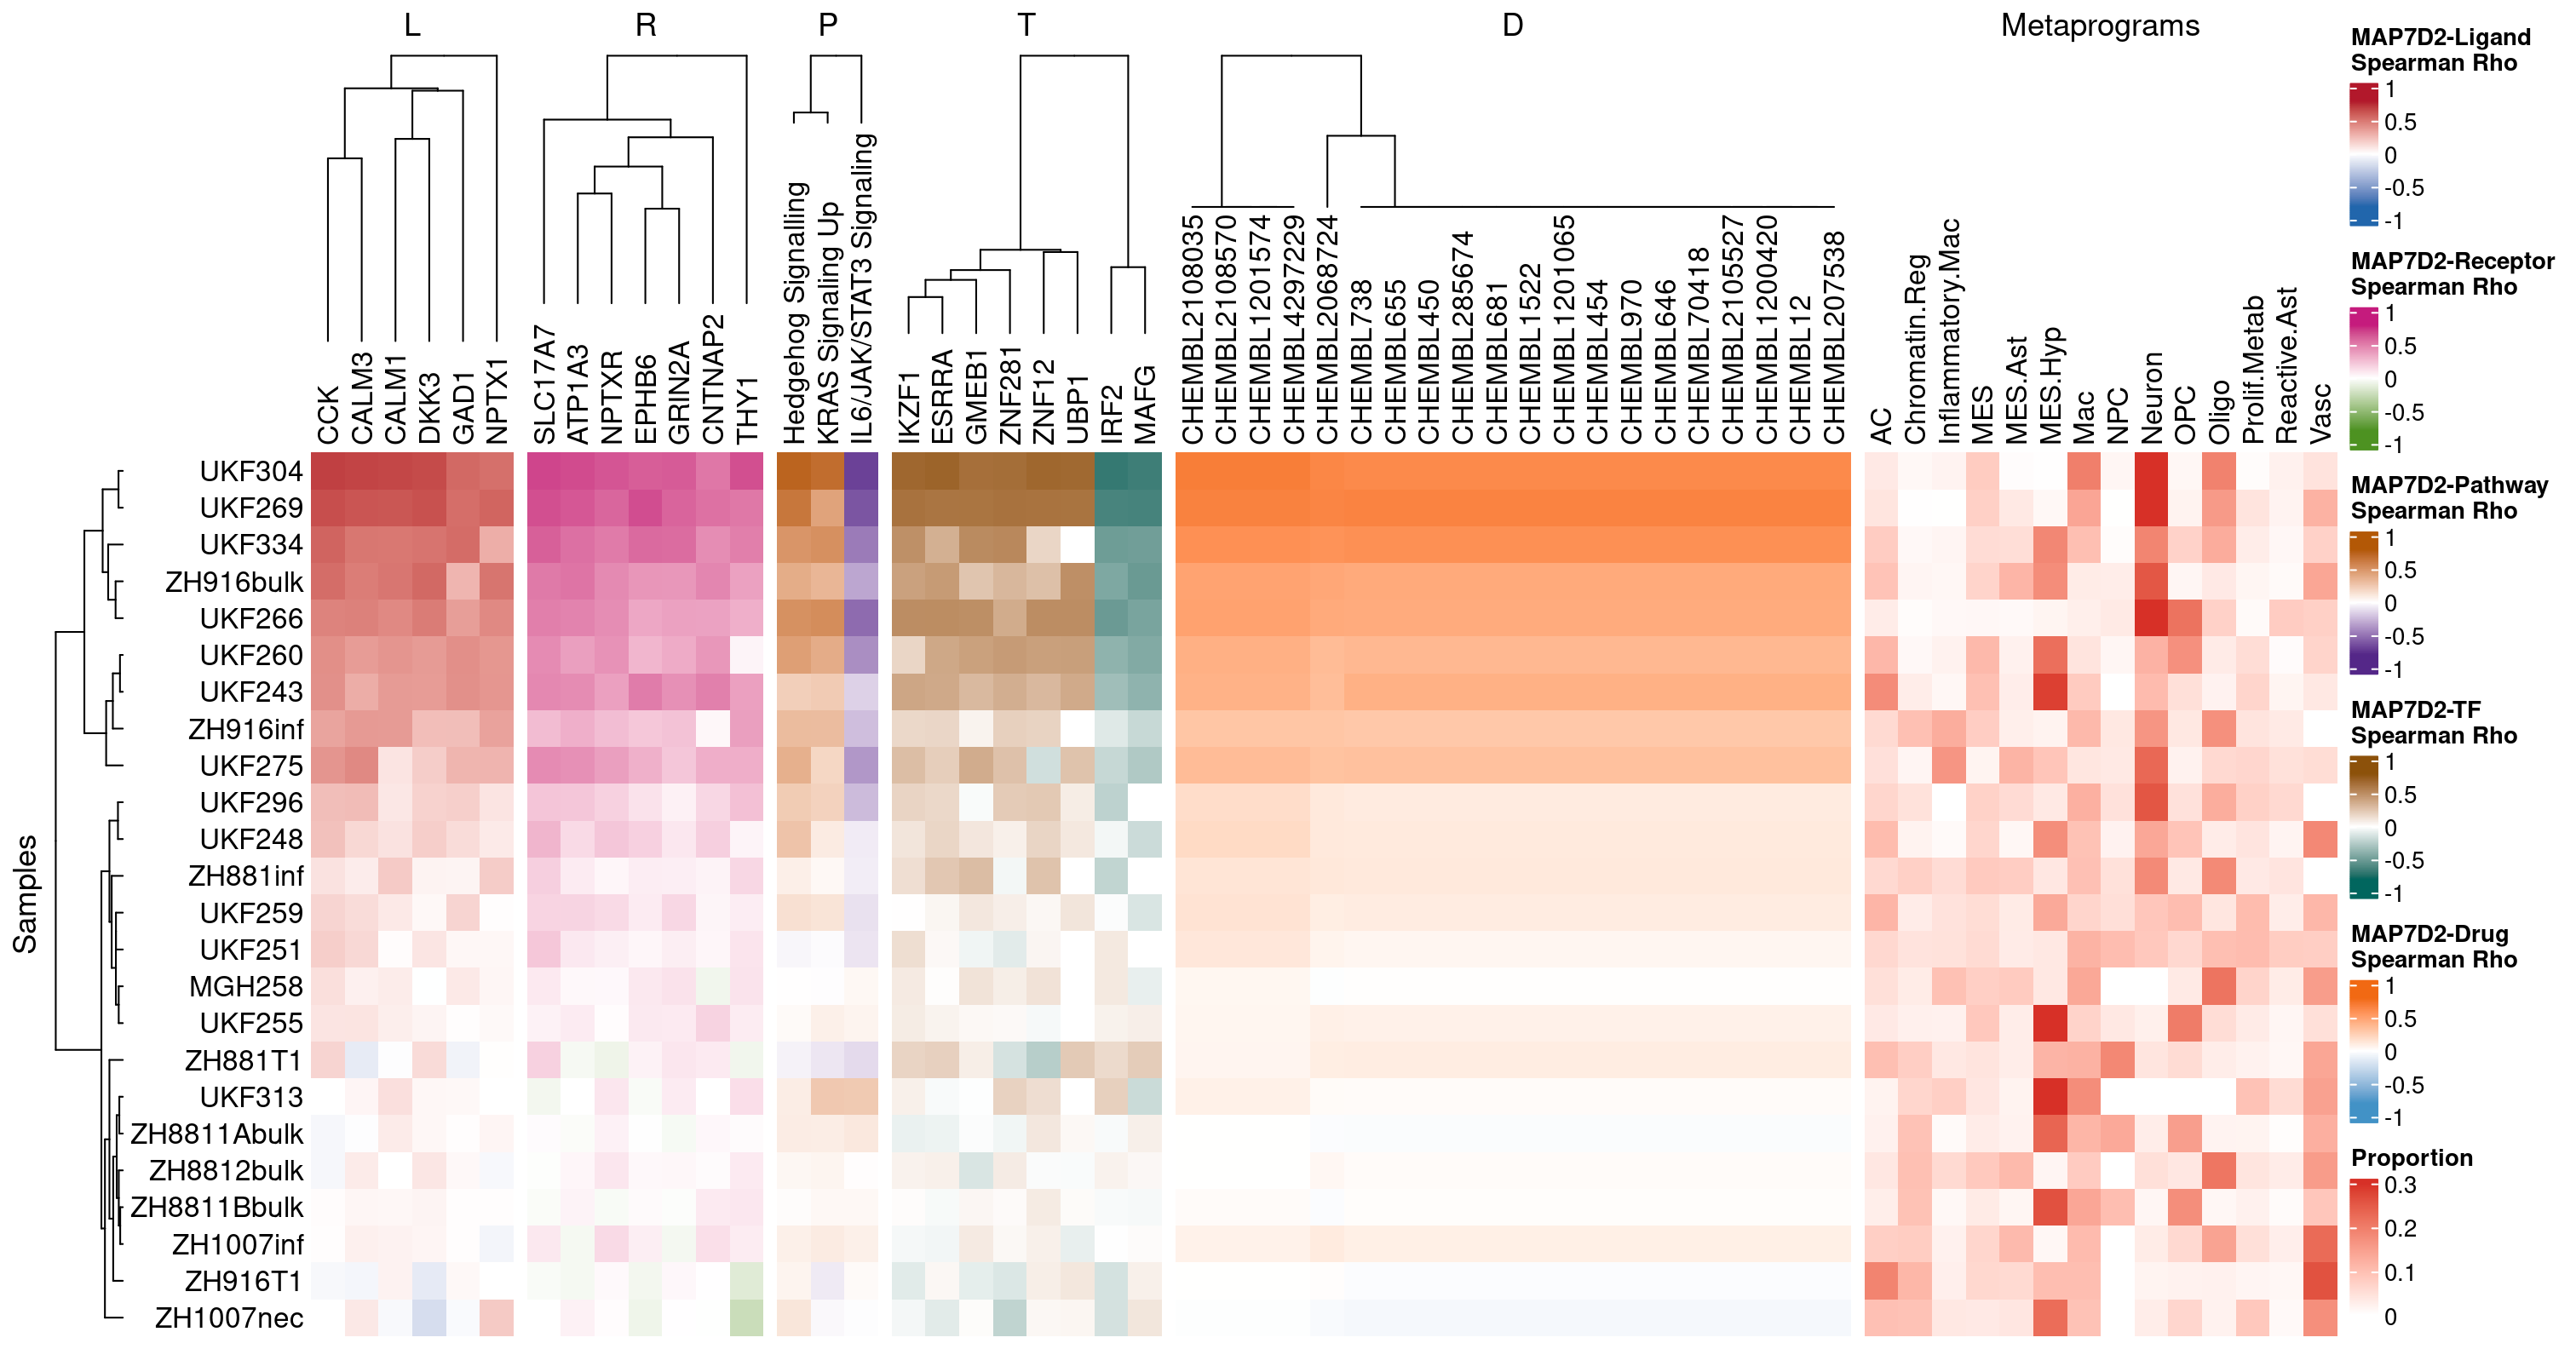 L
R
P
T
D
Metaprograms
CCK
CALM3
CALM1
DKK3
GAD1
NPTX1
SLC17A7
ATP1A3
NPTXR
EPHB6
GRIN2A
CNTNAP2
THY1
Hedgehog Signalling
KRAS Signaling Up
IL6/JAK/STAT3 Signaling
IKZF1
ESRRA
GMEB1
ZNF281
ZNF12
UBP1
IRF2
MAFG
CHEMBL2108035
CHEMBL2108570
CHEMBL1201574
CHEMBL4297229
CHEMBL2068724
CHEMBL738
CHEMBL655
CHEMBL450
CHEMBL285674
CHEMBL681
CHEMBL1522
CHEMBL1201065
CHEMBL454
CHEMBL970
CHEMBL646
CHEMBL70418
CHEMBL2105527
CHEMBL1200420
CHEMBL12
CHEMBL207538
AC
Chromatin.Reg
Inflammatory.Mac
MES
MES.Ast
MES.Hyp
Mac
NPC
Neuron
OPC
Oligo
Prolif.Metab
Reactive.Ast
Vasc
Samples
UKF304
UKF269
UKF334
ZH916bulk
UKF266
UKF260
UKF243
ZH916inf
UKF275
UKF296
UKF248
ZH881inf
UKF259
UKF251
MGH258
UKF255
ZH881T1
UKF313
ZH8811Abulk
ZH8812bulk
ZH8811Bbulk
ZH1007inf
ZH916T1
ZH1007nec
MAP7D2-Ligand
Spearman Rho
1
0.5
0
-0.5
-1
MAP7D2-Receptor
Spearman Rho
1
0.5
0
-0.5
-1
MAP7D2-Pathway
Spearman Rho
1
0.5
0
-0.5
-1
MAP7D2-TF
Spearman Rho
1
0.5
0
-0.5
-1
MAP7D2-Drug
Spearman Rho
1
0.5
0
-0.5
-1
Proportion
0.3
0.2
0.1
0